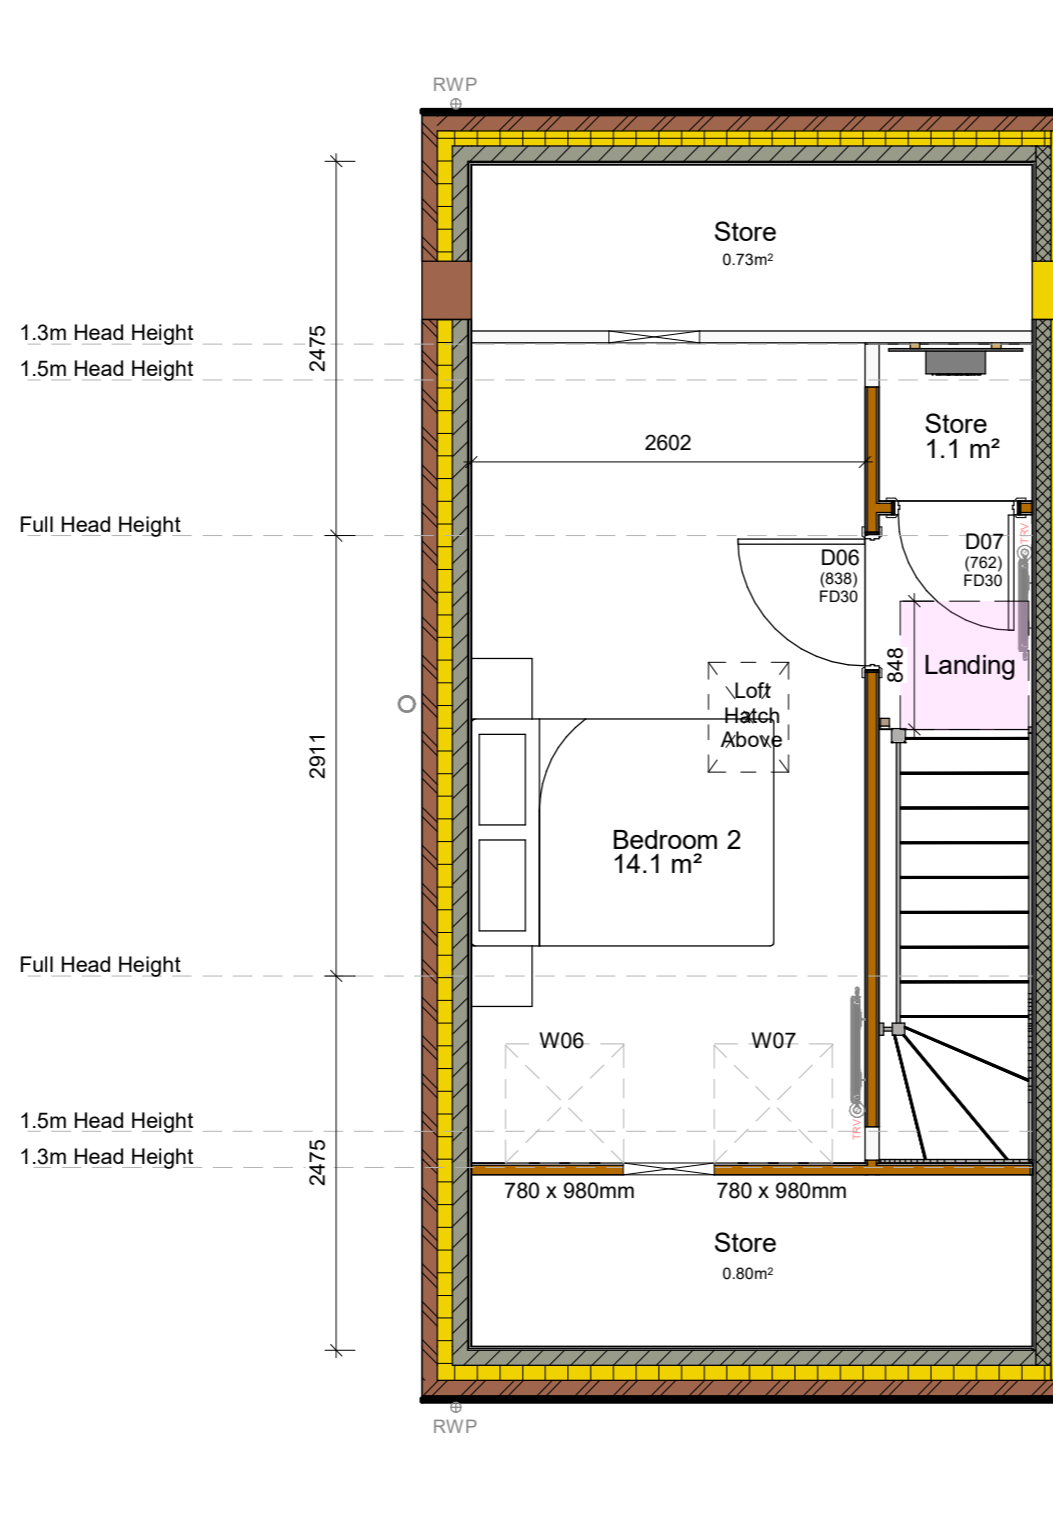 RWP
Store
0.73m²
1.3m Head Height
2475
1.5m Head Height
Store
1.1 m²
2602
Full Head Height
D06
(838)
FD30
D07
(762)
FD30
TRV
848
Landing
Loft
Hatch
Above
2911
Bedroom 2
14.1 m²
Full Head Height
W06
W07
TRV
1.5m Head Height
1.3m Head Height
2475
780 x 980mm
780 x 980mm
Store
0.80m²
RWP